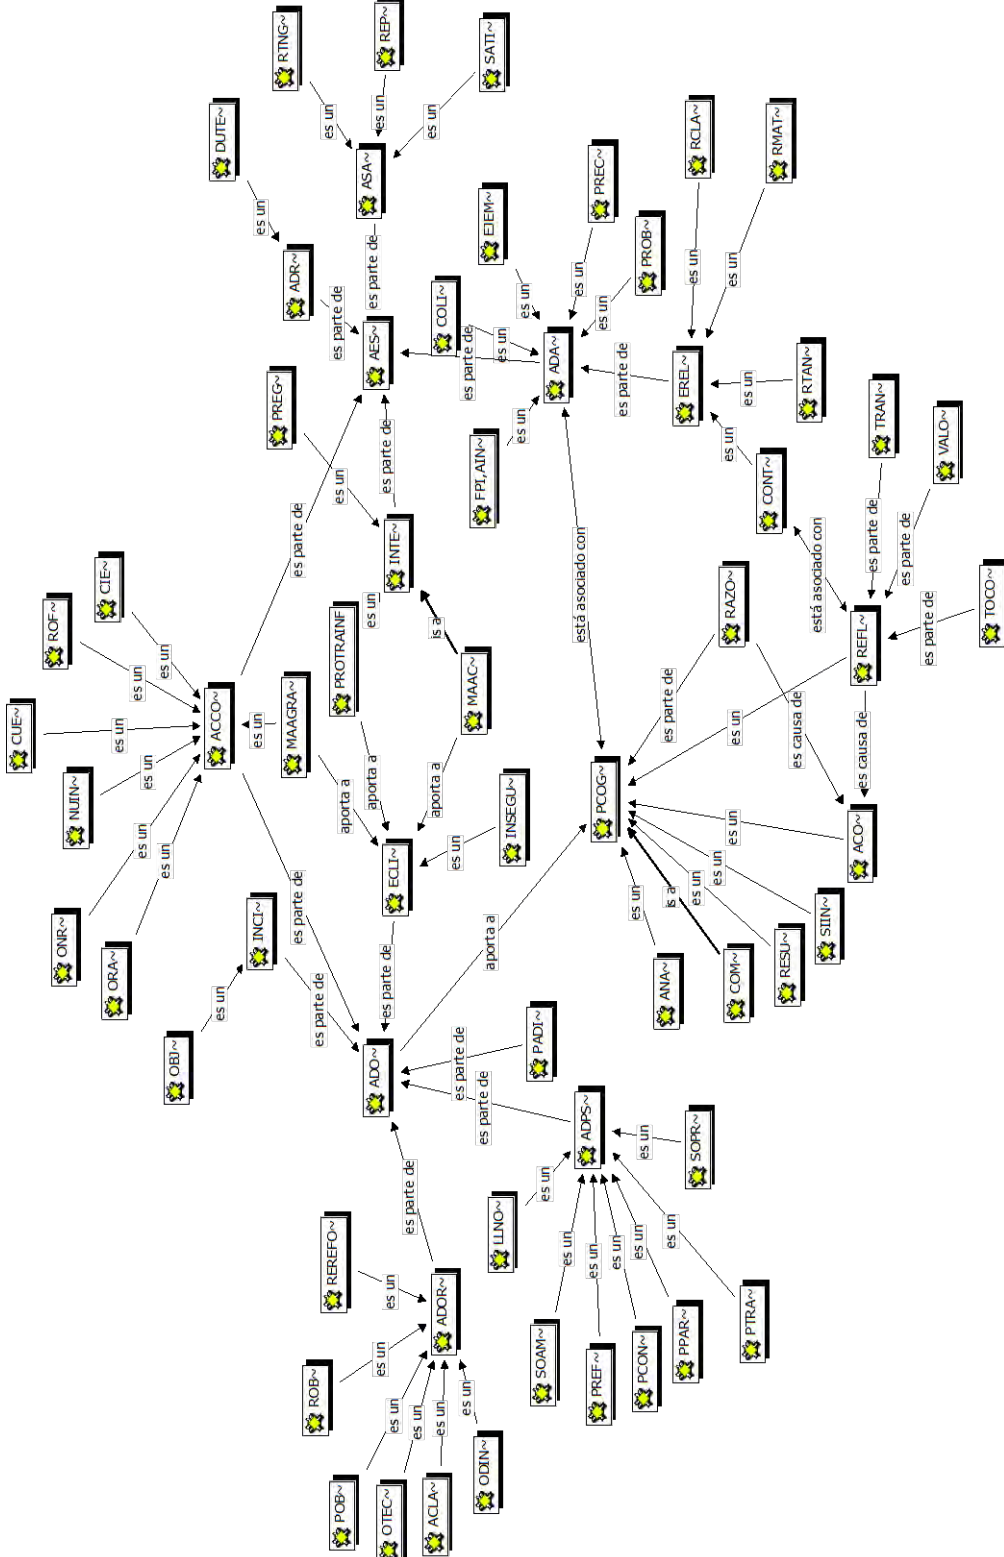 RTNG~
REP~
SATI~
es un
es un
es un
DUTE~
es un
ASA~
ADR~
es parte de
es parte de
RCLA~
RMAT~
EJEM~
PREC~
PROB~
es un
es un
es un
es un
es un
COLI~
es un
AES~
es parte de
ADA~
es parte de
EREL~
es un
RTAN~
PREG~
es un
es parte de
FPI,AIN~
es un
es un
CONT~
TRAN~
VALO~
es parte de
es parte de
está asociado con
está asociado con
es parte de
TOCO~
REFL~
INTE~
es un
is a
MAAC~
PROTRAINF
es parte de
CIE~
ROF~
CUE~
NUIN~
ONR~
ORA~
es un
es un
es un
es un
es un
es un
ACCO~
es un
MAAGRA~
aporta a
aporta a
aporta a
RAZO~
es parte de
es un
es causa de
es causa de
PCOG~
ACO~
INSEGU~
es un
ECLI~
es parte de
es parte de
aporta a
es un
es un
is a
es un
es un
ANA~
COM~
RESU~
SIIN~
INCI~
es un
OBJ~
es parte de
ADO~
PADI~
es parte de
es parte de
ADPS~
es un
SOPR~
LLNO~
es un
es un
es un
es un
es un
es un
SOAM~
PREF~
PCON~
PPAR~
PTRA~
es parte de
ADOR~
REREFO~
es un
ROB~
es un
es un
es un
es un
es un
POB~
OTEC~
ACLA~
ODIN~